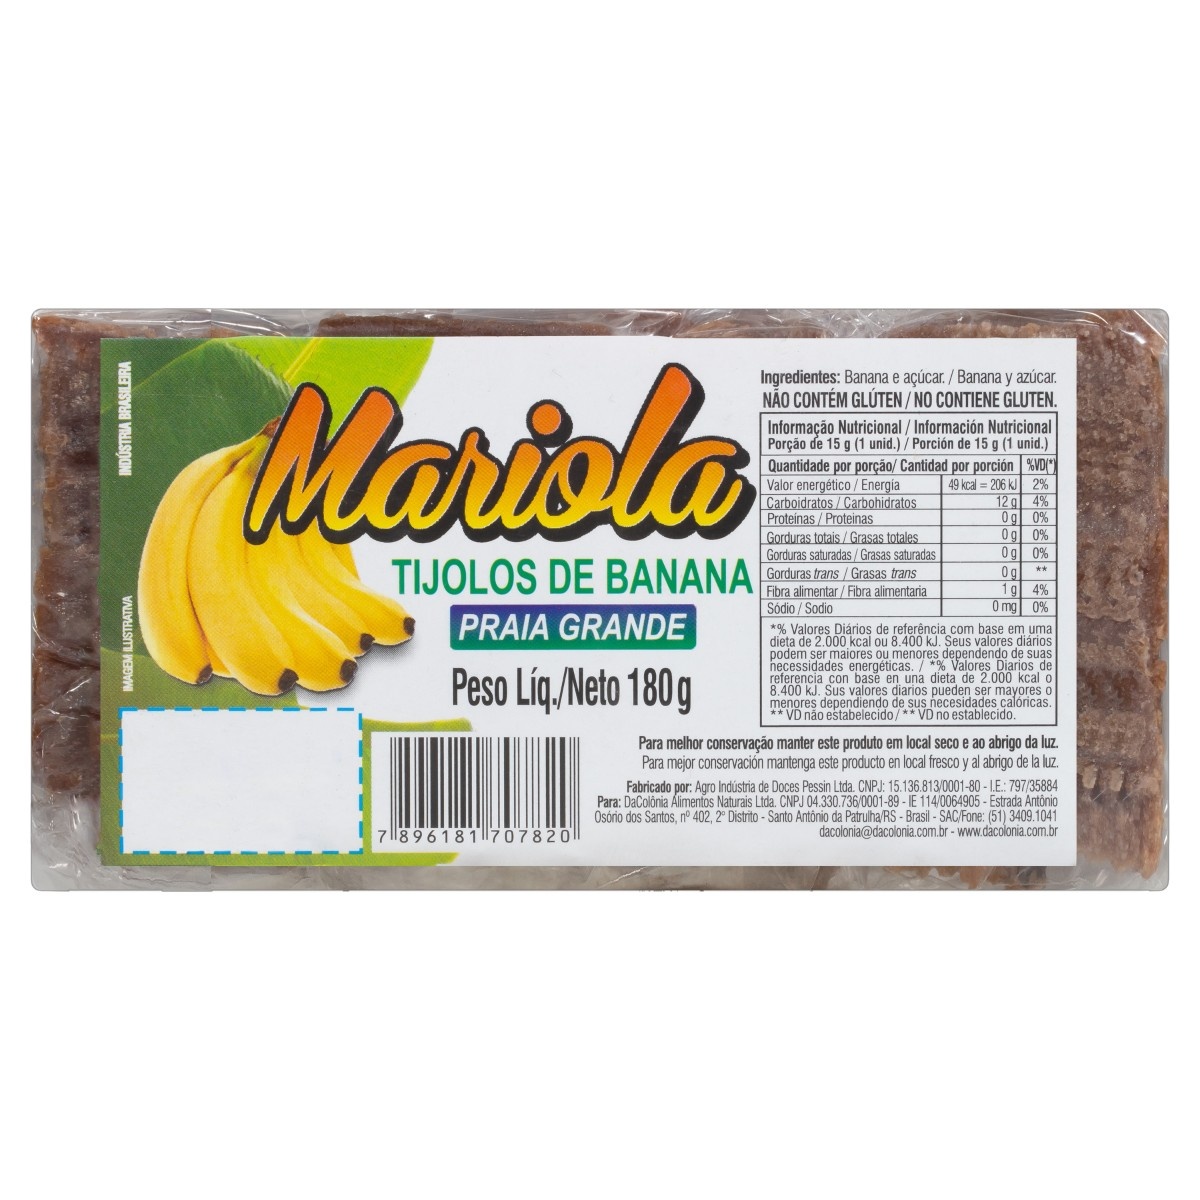 INDÚSTRIA BRASILEIRA
IMAGEM ILUSTRATIVA
Mariola
TIJOLOS DE BANANA
PRAIA GRANDE
Peso Líq./Neto 180g
7 896181 707820
Ingredientes: Banana e açúcar. / Banana y azúcar.
NÃO CONTÉM GLÚTEN / NO CONTIENE GLUTEN.
Informação Nutricional / Información Nutricional
Porção de 15 g (1 unid.) / Porción de 15 g (1 unid.)
Quantidade por porção/ Cantidad por porción %VD(*)
Valor energético / Energía 49 kcal = 206 kJ 2%
Carboidratos / Carbohidratos 12 g 4%
Proteínas / Proteinas 0 g 0%
Gorduras totais / Grasas totales 0 g 0%
Gorduras saturadas / Grasas saturadas 0 g 0%
Gorduras trans / Grasas trans 0 g **
Fibra alimentar / Fibra alimentaria 1 g 4%
Sódio / Sodio 0 mg 0%
*% Valores Diários de referência com base em uma
dieta de 2.000 kcal ou 8.400 kJ. Seus valores diários
podem ser maiores ou menores dependendo de suas
necessidades energéticas. / *% Valores Diarios de
referencia con base en una dieta de 2.000 kcal o
8.400 kJ. Sus valores diarios pueden ser mayores o
menores dependiendo de sus necesidades calóricas.
** VD não estabelecido / ** VD no establecido.
Para melhor conservação manter este produto em local seco e ao abrigo da luz.
Para mejor conservación mantenga este producto en local fresco y al abrigo de la luz.
Fabricado por: Agro Indústria de Doces Pessin Ltda. CNPJ: 15.136.813/0001-80 - I.E.: 797/35884
Para: DaColônia Alimentos Naturais Ltda. CNPJ 04.330.736/0001-89 - IE 114/0064905 - Estrada Antônio
Osório dos Santos, nº 402, 2º Distrito - Santo Antônio da Patrulha/RS - Brasil - SAC/Fone: (51) 3409.1041
dacolonia@dacolonia.com.br - www.dacolonia.com.br